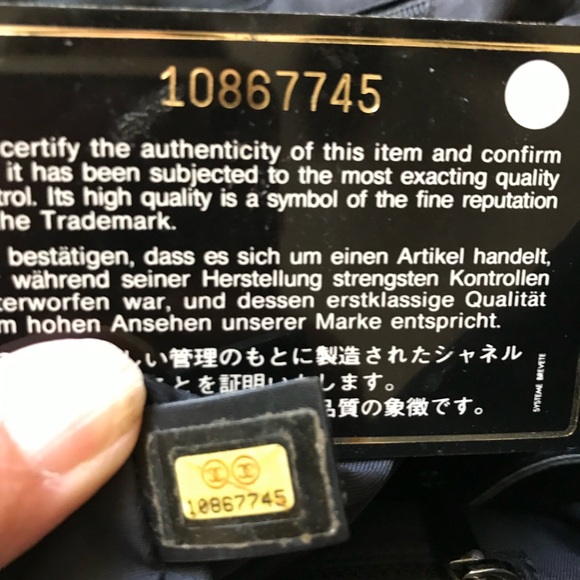 10867745
certify the authenticity of this item and confirm
it has been subjected to the most exacting quality
trol. Its high quality is a symbol of the fine reputation
he Trademark.
bestätigen, dass es sich um einen Artikel handelt,
während seiner Herstellung strengsten Kontrollen
erworfen war, und dessen erstklassige Qualität
m hohen Ansehen unserer Marke entspricht.
い管理のもとに製造されたシャネル
とを証明いたします。
品質の象徴です。
SYSTEME BREVETE
10867745